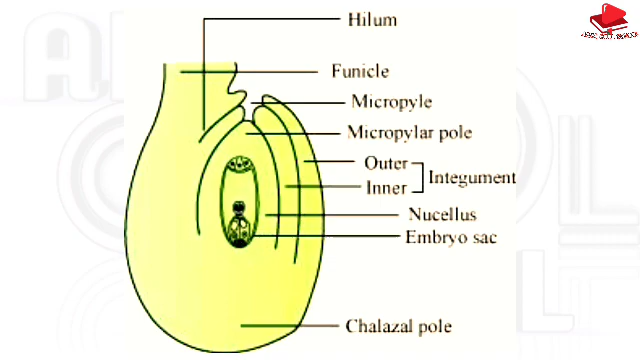 Hilum
Funicle
Micropyle
Micropylar pole
Outer
Inner
Integument
Nucellus
Embryo sac
Chalazal pole